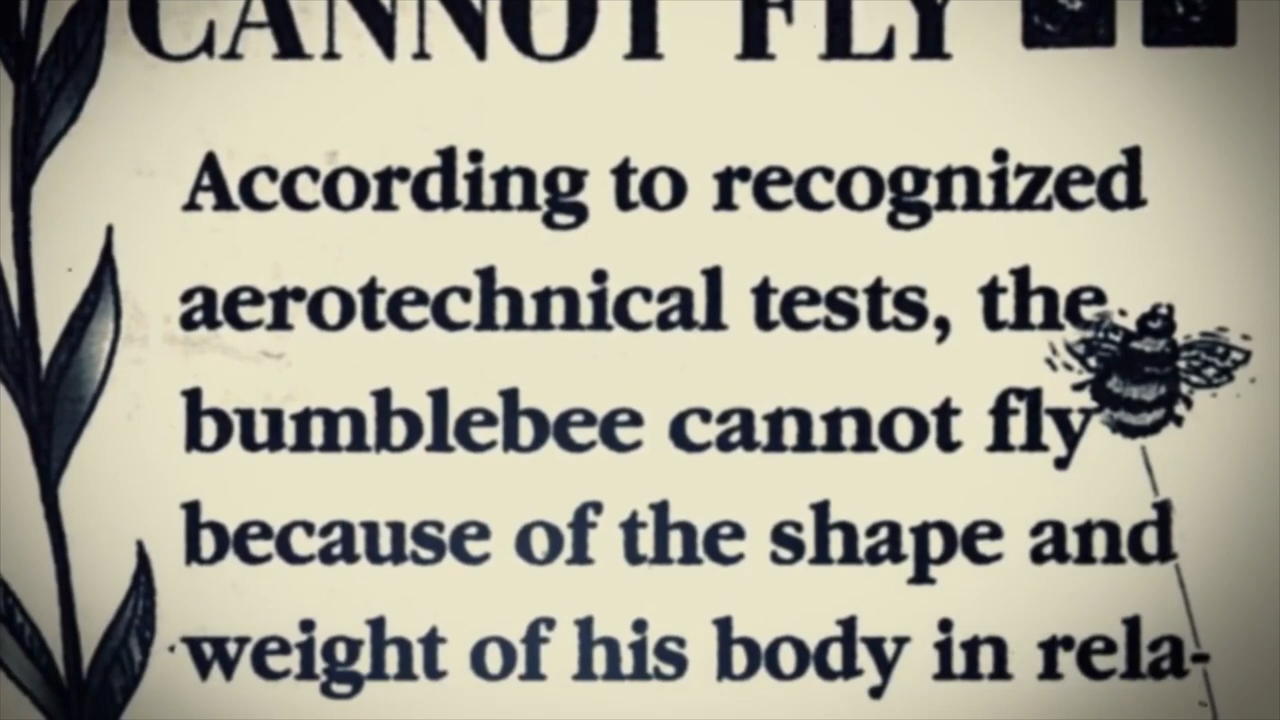 CANNOT FLY
According to recognized
aerotechnical tests, the
bumblebee cannot fly
because of the shape and
weight of his body in rela-